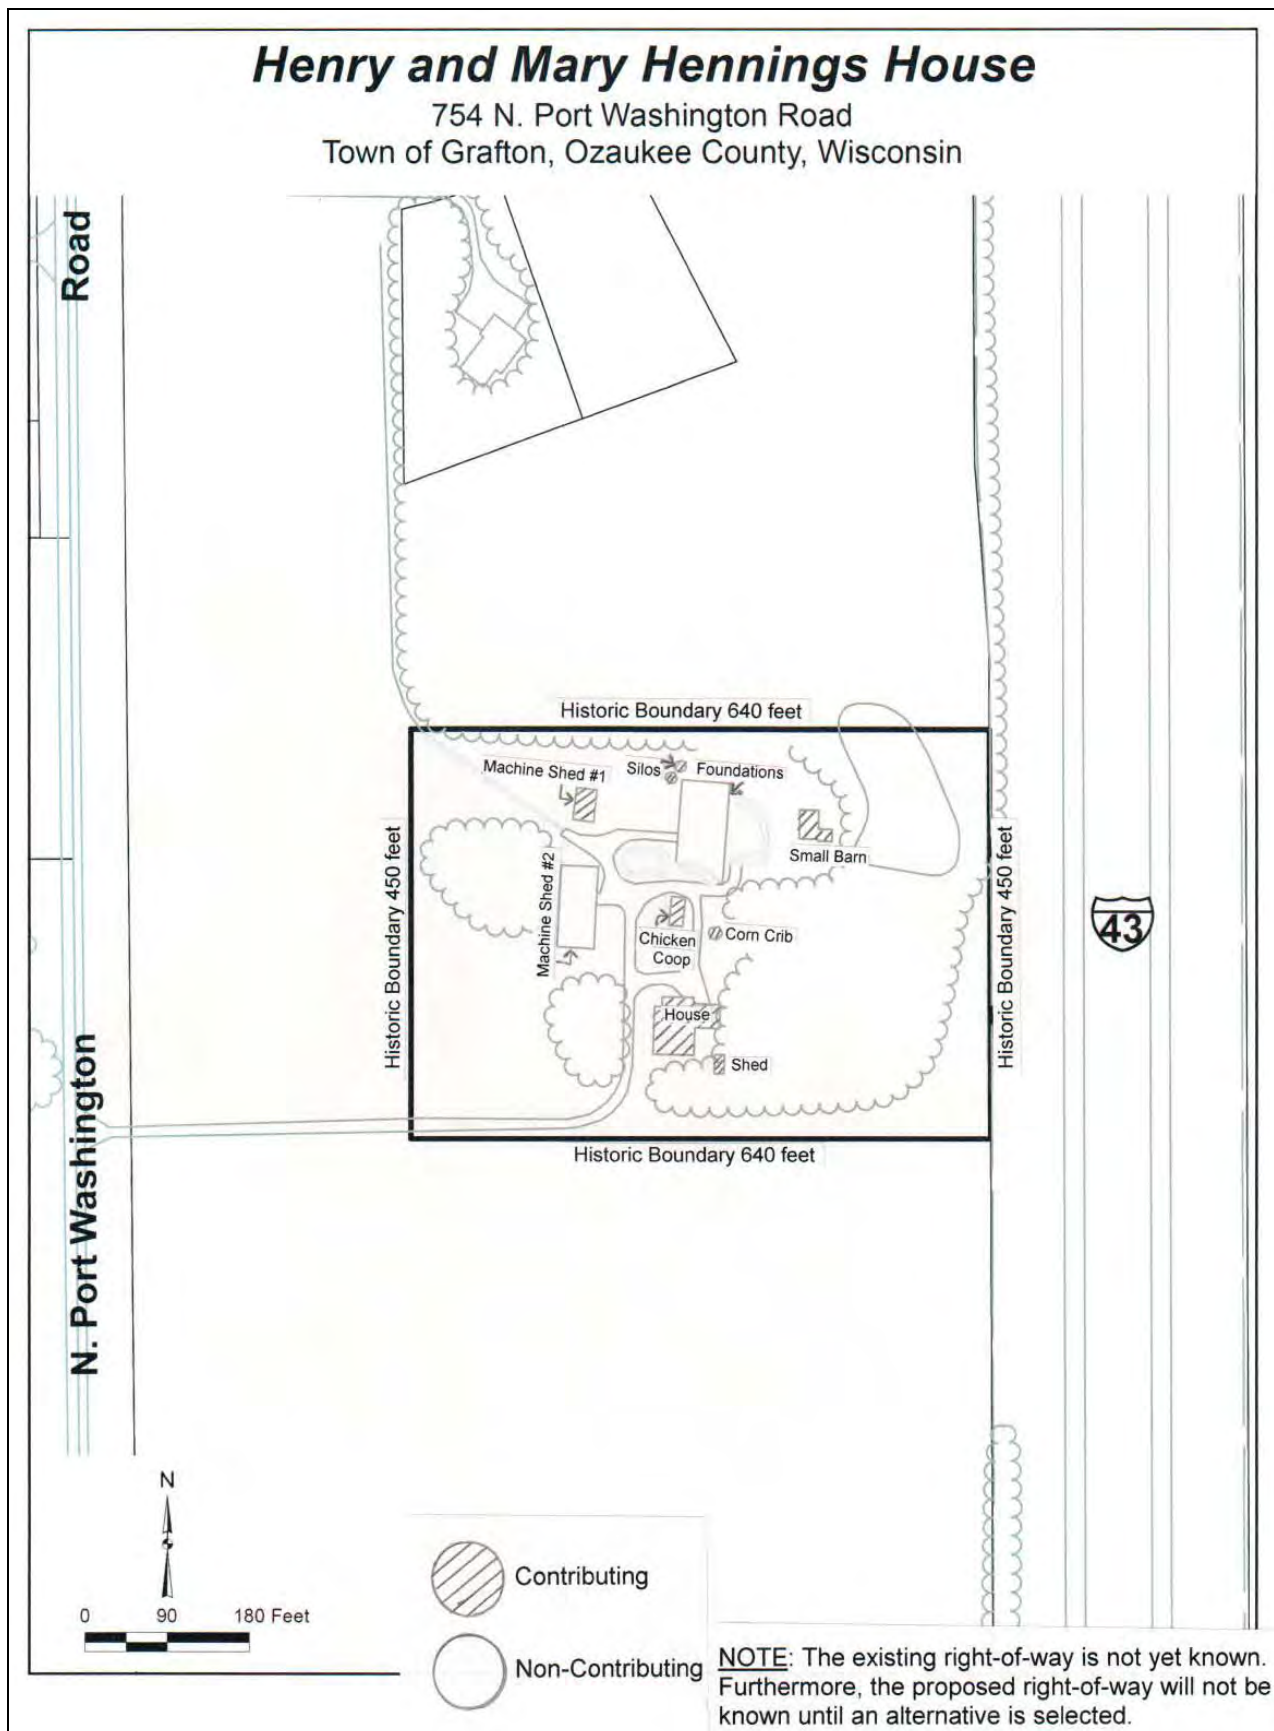 Henry and Mary Hennings House
754 N. Port Washington Road
Town of Grafton, Ozaukee County, Wisconsin
Road
N. Port Washington
Historic Boundary 640 feet
Historic Boundary 450 feet
Historic Boundary 450 feet
Machine Shed #1
Silos
Foundations
Small Barn
Machine Shed #2
Chicken
Coop
Corn Crib
House
Shed
43
Historic Boundary 640 feet
N
0 90 180 Feet
Contributing
Non-Contributing
NOTE: The existing right-of-way is not yet known.
Furthermore, the proposed right-of-way will not be
known until an alternative is selected.